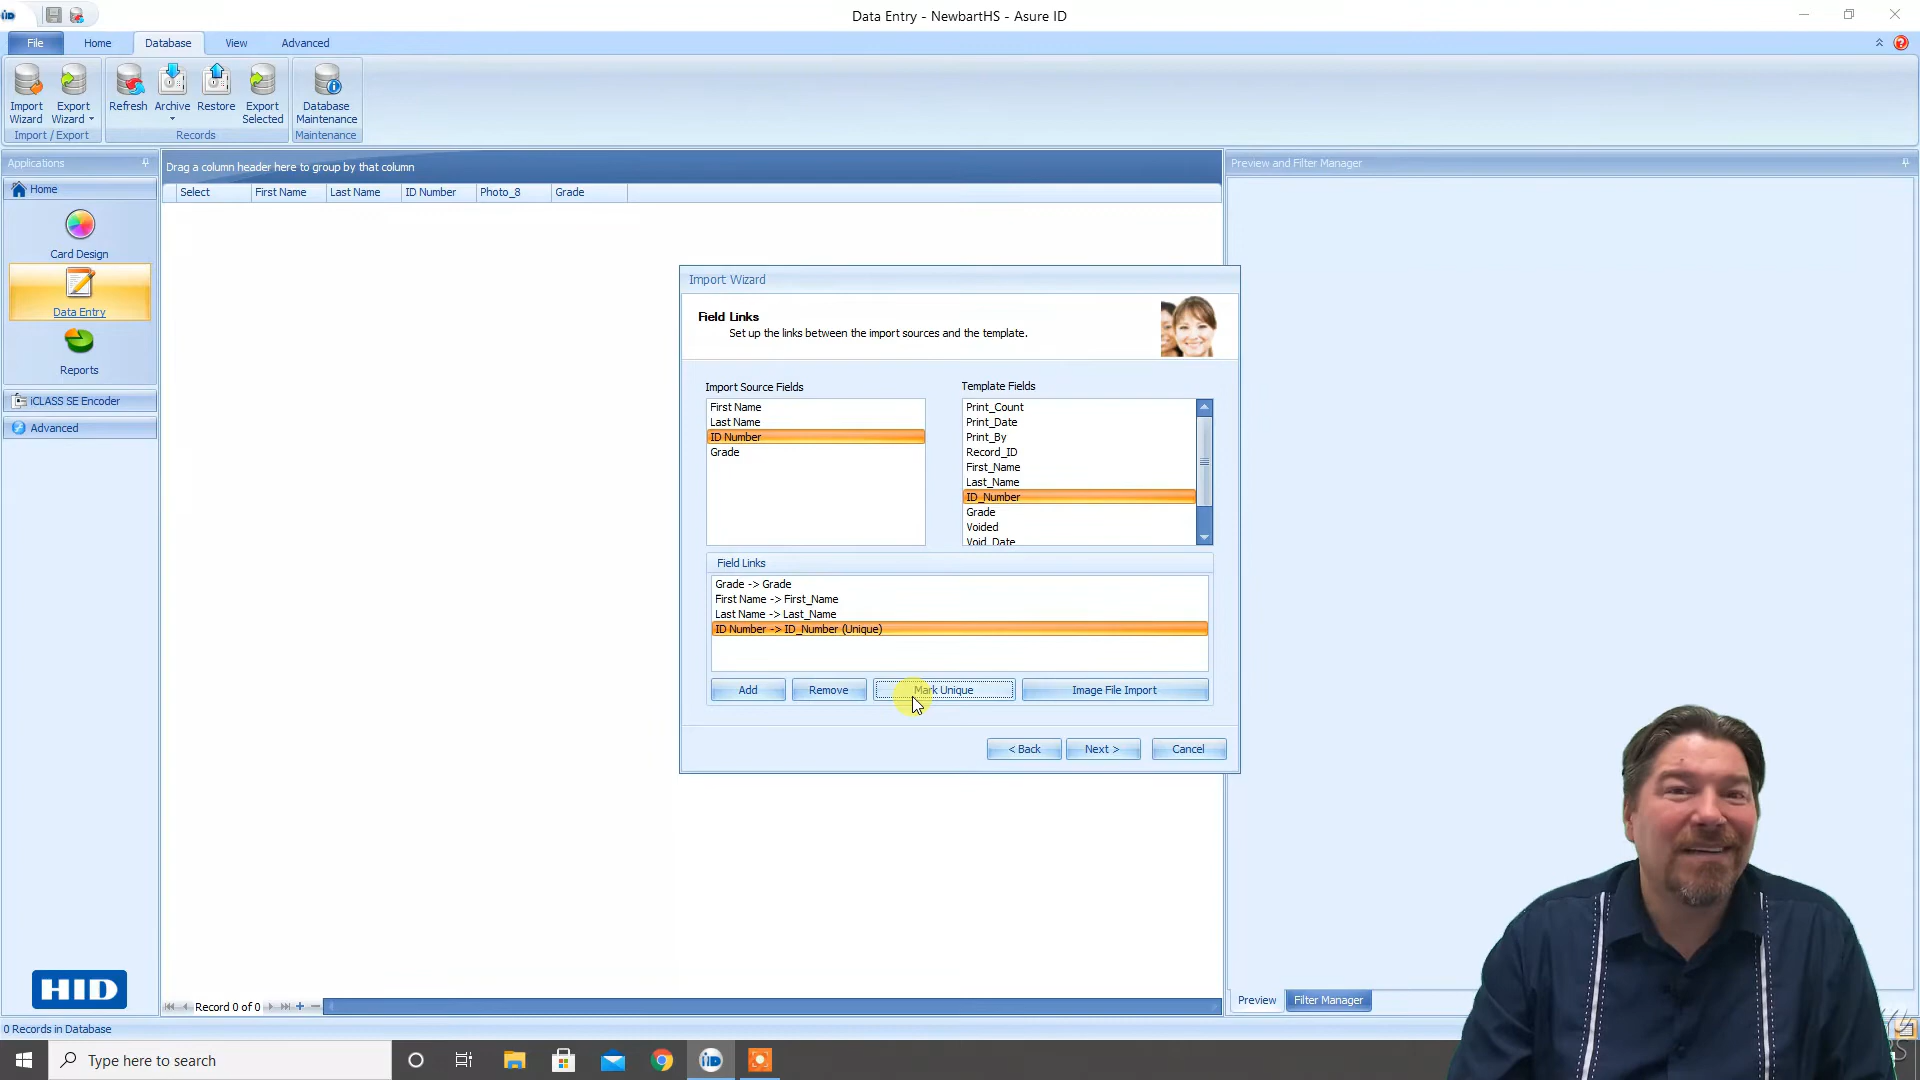 Data Entry - NewbartHS - Asure ID
File Home Database View Advanced
Import Wizard
Export Wizard
Refresh
Archive
Restore
Export Selected
Database Maintenance
Import / Export
Records
Maintenance
Applications
Home
Card Design
Data Entry
Reports
iCLASS SE Encoder
Advanced
HID
Drag a column header here to group by that column
Select First Name Last Name ID Number Photo_8 Grade
Preview and Filter Manager
Import Wizard
Field Links
Set up the links between the import sources and the template.
Import Source Fields
First Name
Last Name
ID Number
Grade
Template Fields
Print_Count
Print_Date
Print_By
Record_ID
First_Name
Last_Name
ID_Number
Grade
Voided
Void_Date
Field Links
Grade -> Grade
First Name -> First_Name
Last Name -> Last_Name
ID Number -> ID_Number (Unique)
Add Remove Mark Unique Image File Import
< Back Next > Cancel
Record 0 of 0
Preview Filter Manager
0 Records in Database
Type here to search